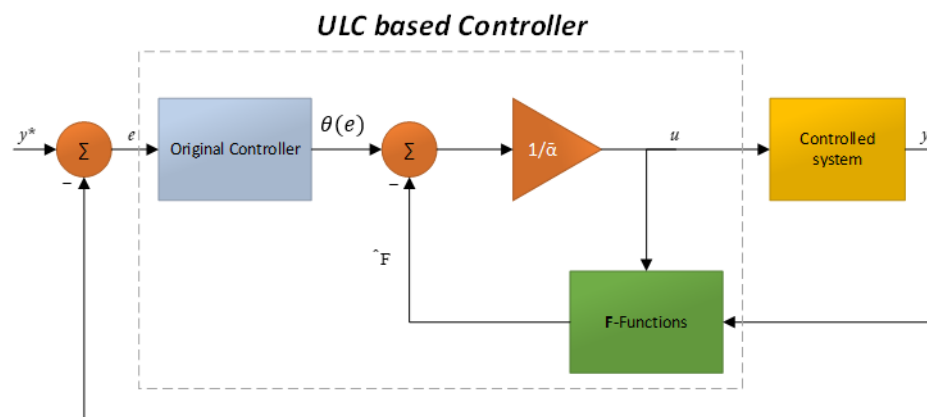 ULC based Controller
y*
Σ
−
e
Original Controller
θ(e)
Σ
−
1/ᾱ
u
Controlled
system
y
ˆF
F-Functions